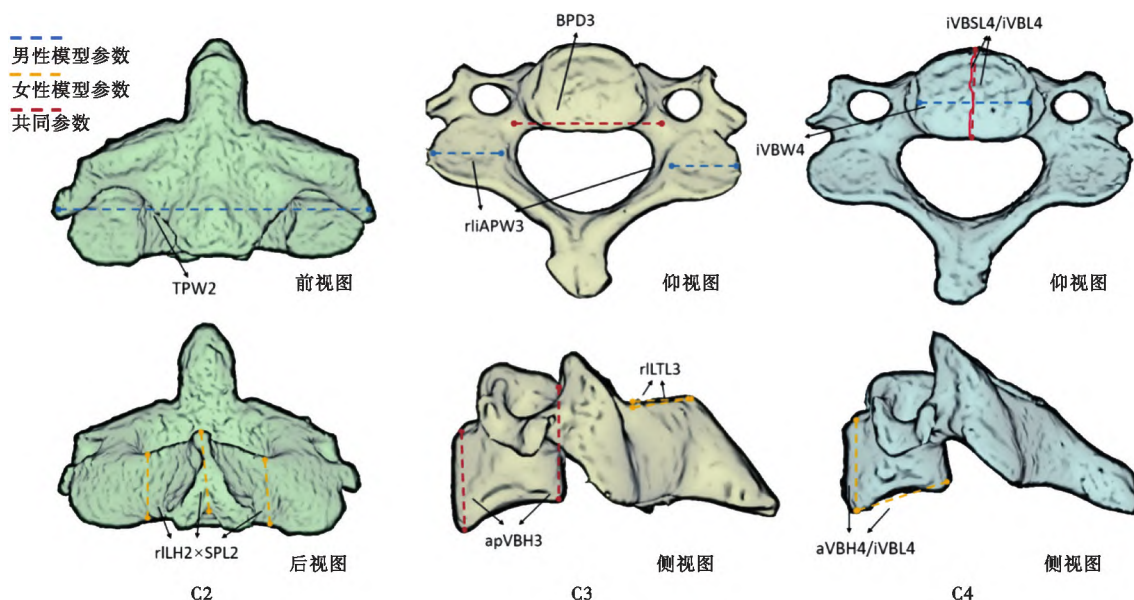 男性模型参数
女性模型参数
共同参数
TPW2
前视图
BPD3
rliAPW3
仰视图
iVBSL4/iVBL4
iVBW4
仰视图
rlLH2×SPL2
后视图
C2
rlLTL3
apVBH3
侧视图
C3
aVBH4/iVBL4
侧视图
C4